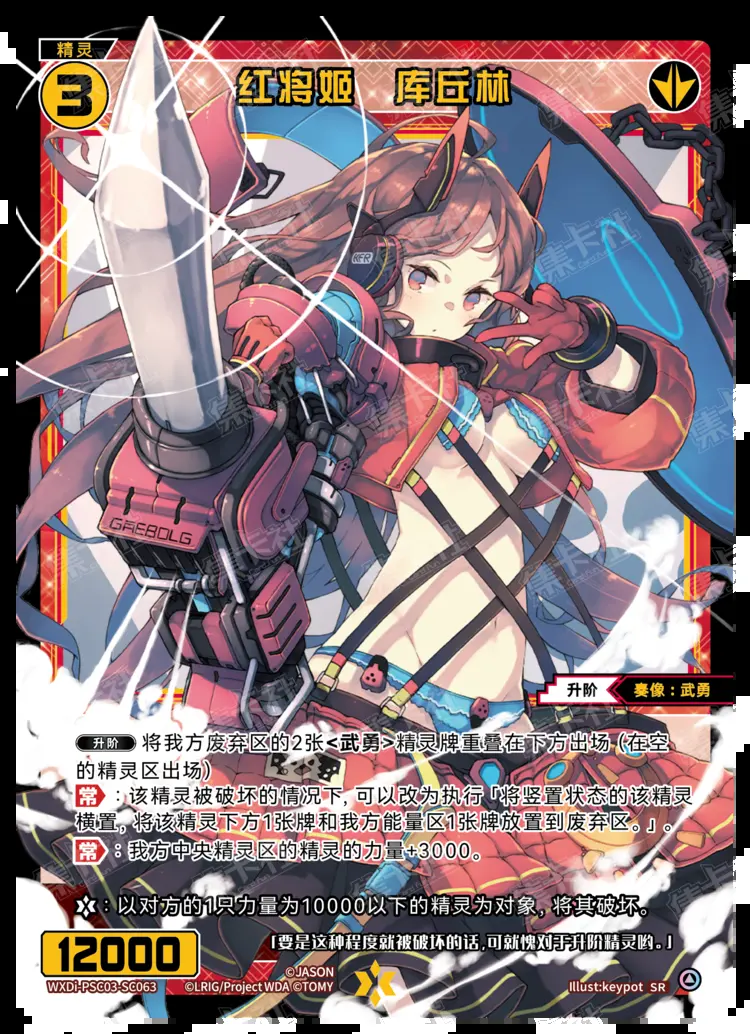 精灵
3
红将姬 库丘林
RFR
GAEBOLG
升阶 奏像：武勇
升阶 将我方废弃区的2张<武勇>精灵牌重叠在下方出场（在空
的精灵区出场）
常：该精灵被破坏的情况下，可以改为执行「将竖置状态的该精灵
横置，将该精灵下方1张牌和我方能量区1张牌放置到废弃区。」。
常：我方中央精灵区的精灵的力量+3000。
：以对方的1只力量为10000以下的精灵为对象，将其破坏。
12000
「要是这种程度就被破坏的话,可就愧对于升阶精灵哟。」
©JASON
WXDi-PSC03-SC063 ©LRIG/Project WDA ©TOMY Illust:keypot SR
集卡社